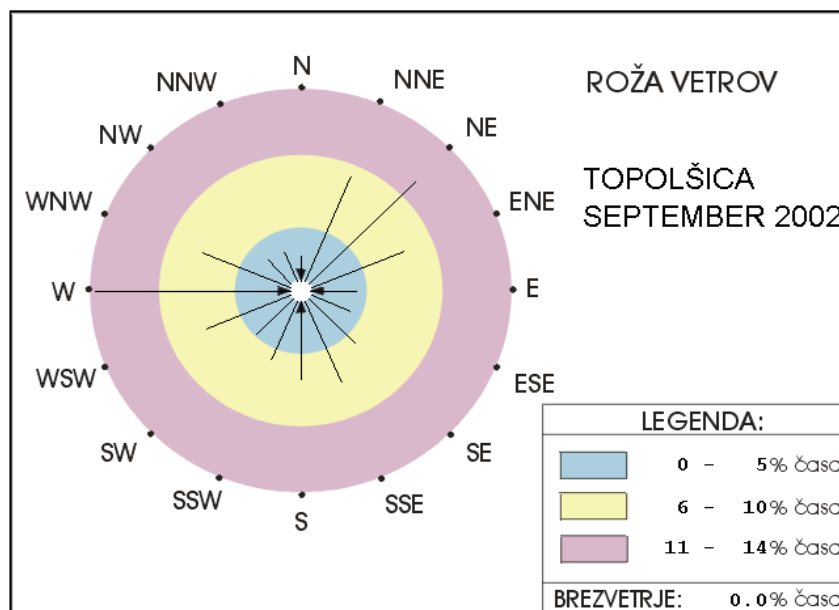 ROŽA VETROV
TOPOLŠICA
SEPTEMBER 2002
N
NNE
NE
ENE
E
ESE
SE
SSE
S
SSW
SW
WSW
W
WNW
NW
NNW
LEGENDA:
0 - 5% časa
6 - 10% časa
11 - 14% časa
BREZVETRJE: 0.0% časa